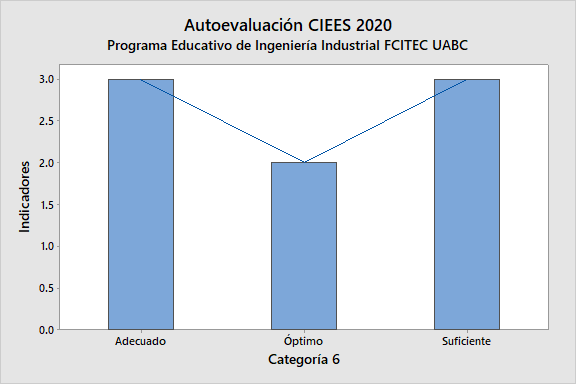 Autoevaluación CIEES 2020
Programa Educativo de Ingeniería Industrial FCITEC UABC
3.0
2.5
2.0
1.5
1.0
0.5
0.0
Indicadores
Adecuado Óptimo Suficiente
Categoría 6